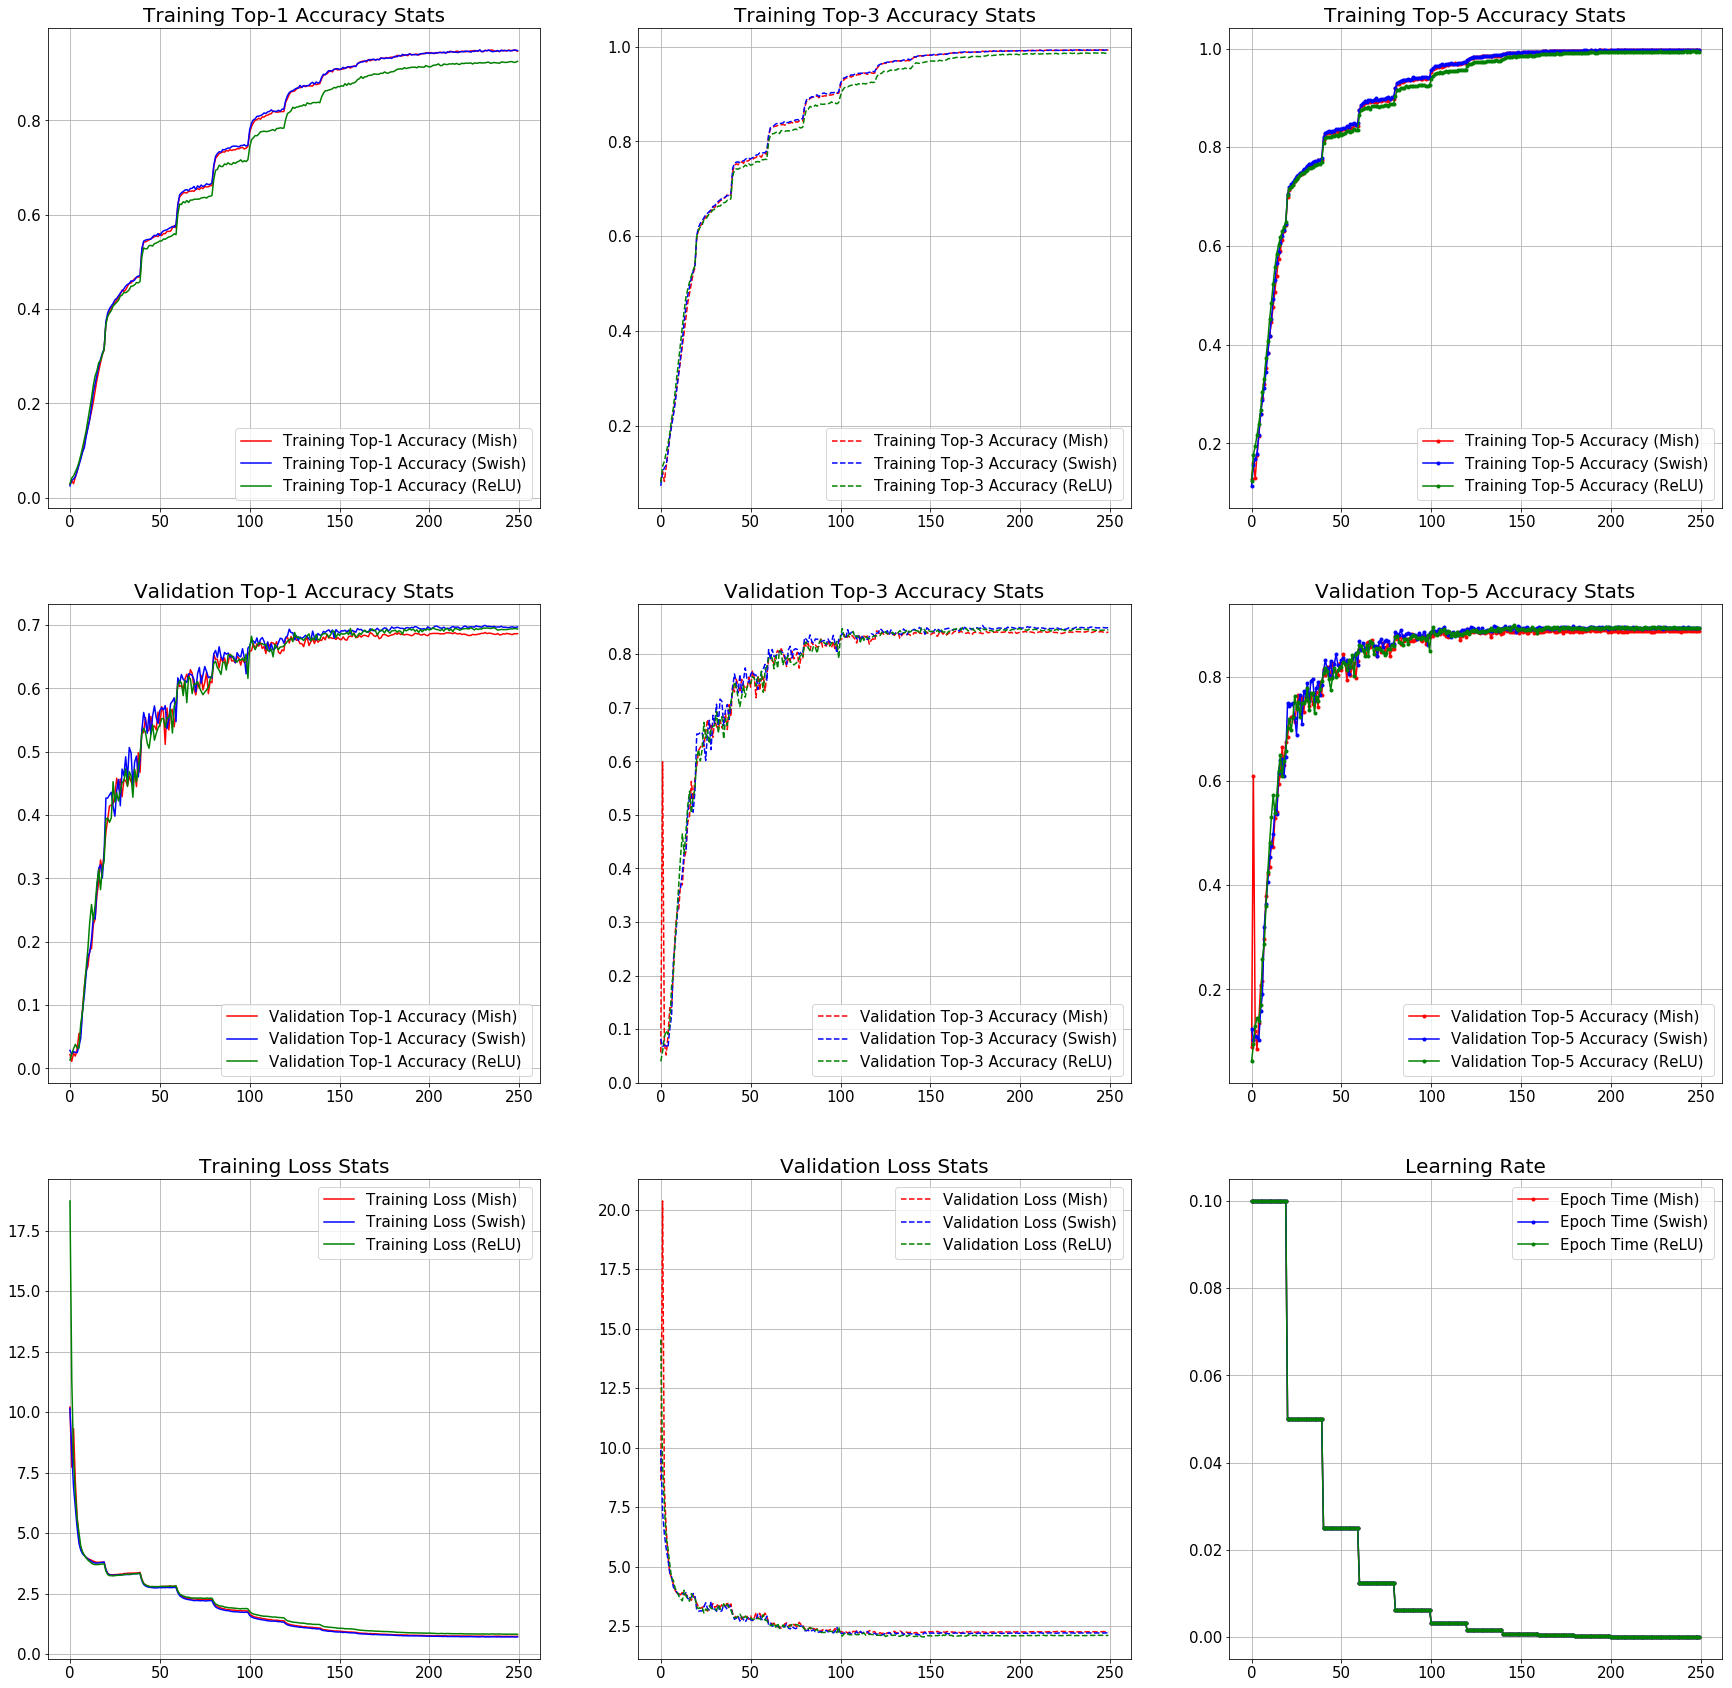 Training Top-1 Accuracy Stats
0.8
0.6
0.4
0.2
0.0
0 50 100 150 200 250
Training Top-1 Accuracy (Mish)
Training Top-1 Accuracy (Swish)
Training Top-1 Accuracy (ReLU)
Training Top-3 Accuracy Stats
1.0
0.8
0.6
0.4
0.2
0 50 100 150 200 250
Training Top-3 Accuracy (Mish)
Training Top-3 Accuracy (Swish)
Training Top-3 Accuracy (ReLU)
Training Top-5 Accuracy Stats
1.0
0.8
0.6
0.4
0.2
0 50 100 150 200 250
Training Top-5 Accuracy (Mish)
Training Top-5 Accuracy (Swish)
Training Top-5 Accuracy (ReLU)
Validation Top-1 Accuracy Stats
0.7
0.6
0.5
0.4
0.3
0.2
0.1
0.0
0 50 100 150 200 250
Validation Top-1 Accuracy (Mish)
Validation Top-1 Accuracy (Swish)
Validation Top-1 Accuracy (ReLU)
Validation Top-3 Accuracy Stats
0.8
0.7
0.6
0.5
0.4
0.3
0.2
0.1
0.0
0 50 100 150 200 250
Validation Top-3 Accuracy (Mish)
Validation Top-3 Accuracy (Swish)
Validation Top-3 Accuracy (ReLU)
Validation Top-5 Accuracy Stats
0.8
0.6
0.4
0.2
0 50 100 150 200 250
Validation Top-5 Accuracy (Mish)
Validation Top-5 Accuracy (Swish)
Validation Top-5 Accuracy (ReLU)
Training Loss Stats
17.5
15.0
12.5
10.0
7.5
5.0
2.5
0.0
0 50 100 150 200 250
Training Loss (Mish)
Training Loss (Swish)
Training Loss (ReLU)
Validation Loss Stats
20.0
17.5
15.0
12.5
10.0
7.5
5.0
2.5
0 50 100 150 200 250
Validation Loss (Mish)
Validation Loss (Swish)
Validation Loss (ReLU)
Learning Rate
0.10
0.08
0.06
0.04
0.02
0.00
0 50 100 150 200 250
Epoch Time (Mish)
Epoch Time (Swish)
Epoch Time (ReLU)